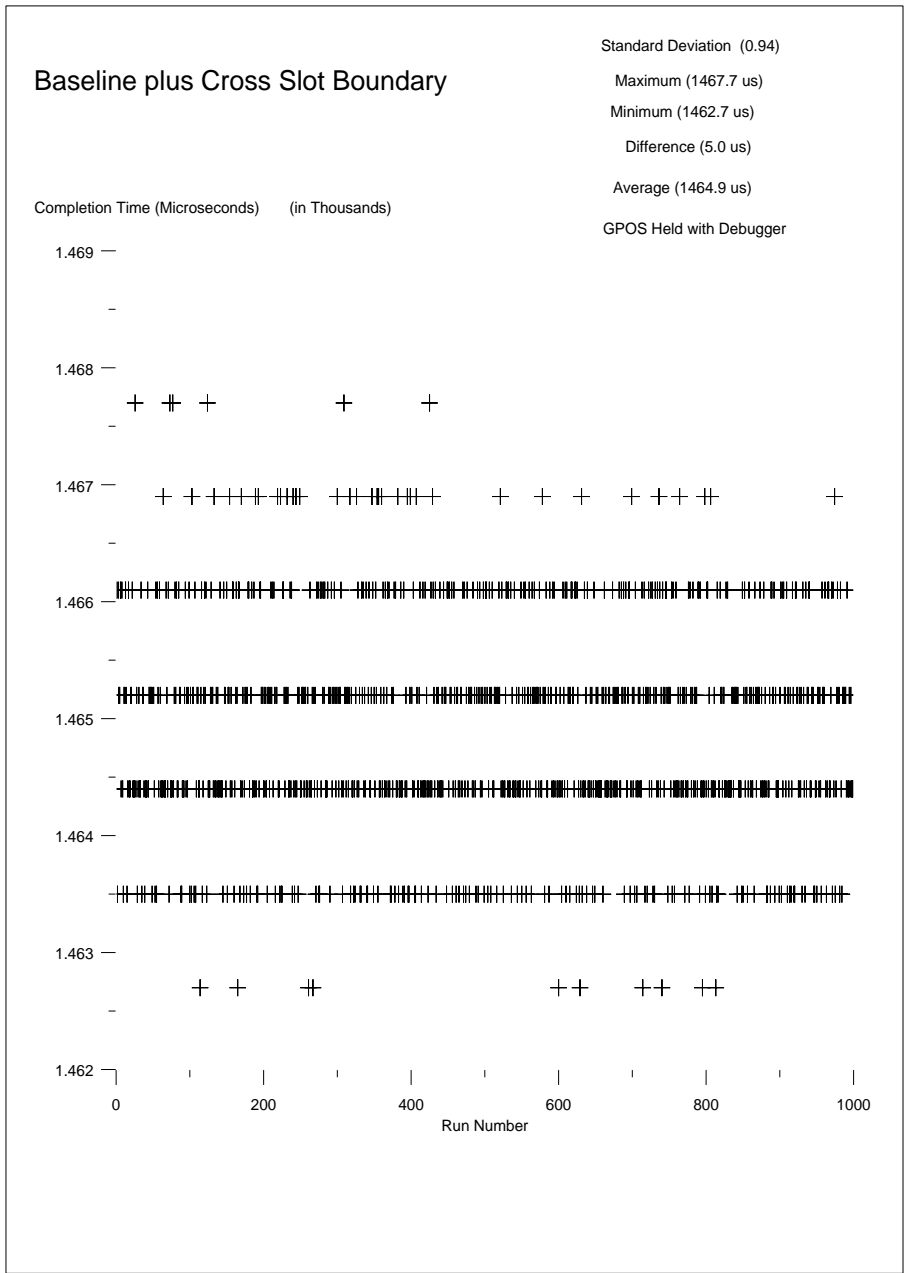 Standard Deviation (0.94)
Baseline plus Cross Slot Boundary
Maximum (1467.7 us)
Minimum (1462.7 us)
Difference (5.0 us)
Average (1464.9 us)
Completion Time (Microseconds) (in Thousands)
GPOS Held with Debugger
1.469
1.468
1.467
1.466
1.465
1.464
1.463
1.462
0 200 400 600 800 1000
Run Number